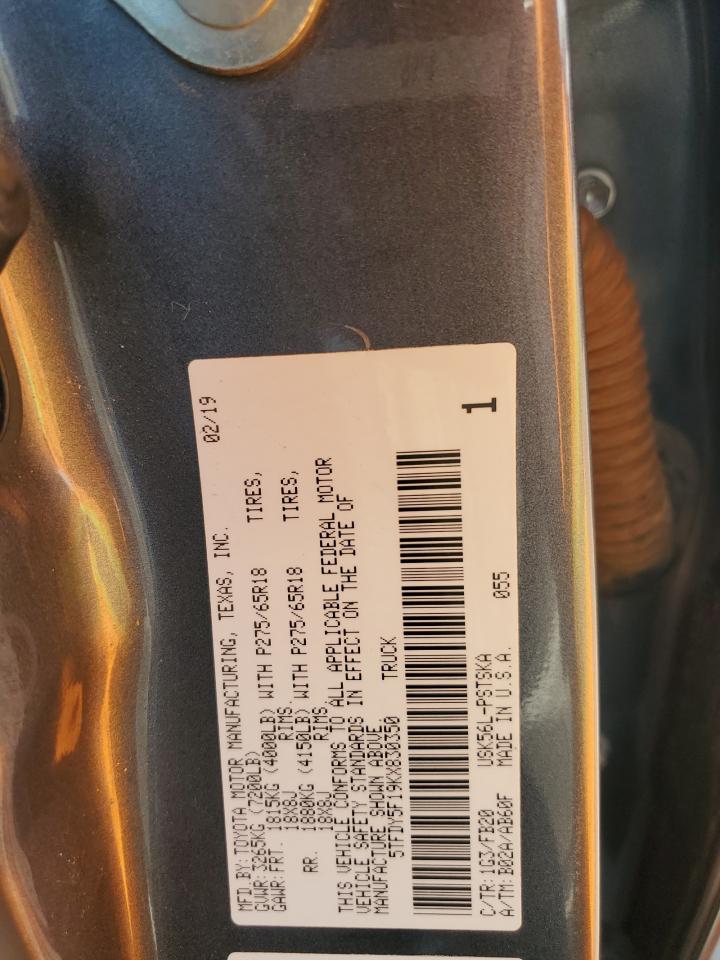 MFD.BY:TOYOTA MOTOR MANUFACTURING, TEXAS, INC. 02/19
GVWR:3265KG (7200LB)
GAWR:FRT. 1815KG (4000LB) WITH P275/65R18 TIRES,
18X8J RIMS,
RR. 1880KG (4150LB) WITH P275/65R18 TIRES,
18X8J RIMS,
THIS VEHICLE CONFORMS TO ALL APPLICABLE FEDERAL MOTOR
VEHICLE SAFETY STANDARDS IN EFFECT ON THE DATE OF
MANUFACTURE SHOWN ABOVE
5TFDY5F19KX830350 TRUCK
1
C/TR:1G3/FB20 USK56L-PSTSKA 055
A/TM:B02A/AB60F MADE IN U.S.A.